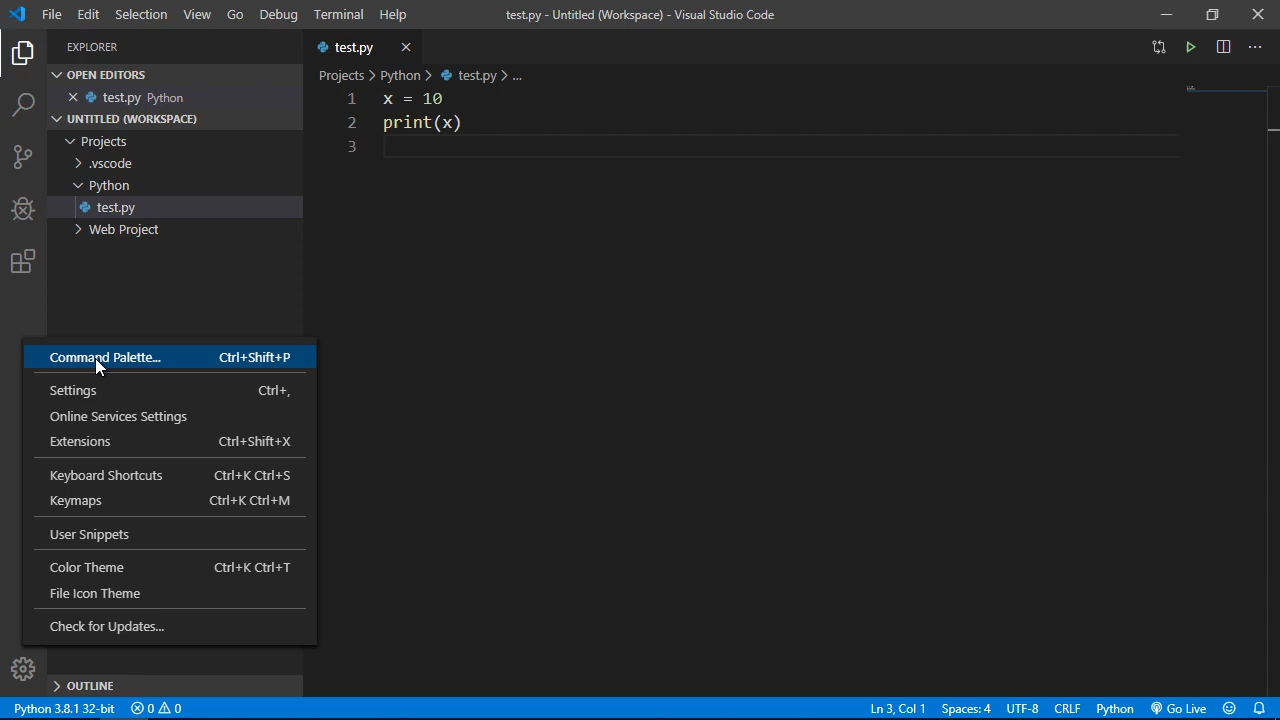 File Edit Selection View Go Debug Terminal Help test.py - Untitled (Workspace) - Visual Studio Code
EXPLORER
test.py
OPEN EDITORS
Projects > Python > test.py > ...
test.py Python
UNTITLED (WORKSPACE)
Projects
.vscode
Python
test.py
Web Project
1 x = 10
2 print(x)
3
Command Palette... Ctrl+Shift+P
Settings Ctrl+,
Online Services Settings
Extensions Ctrl+Shift+X
Keyboard Shortcuts Ctrl+K Ctrl+S
Keymaps Ctrl+K Ctrl+M
User Snippets
Color Theme Ctrl+K Ctrl+T
File Icon Theme
Check for Updates...
OUTLINE
Python 3.8.1 32-bit 0 0 Ln 3, Col 1 Spaces: 4 UTF-8 CRLF Python Go Live